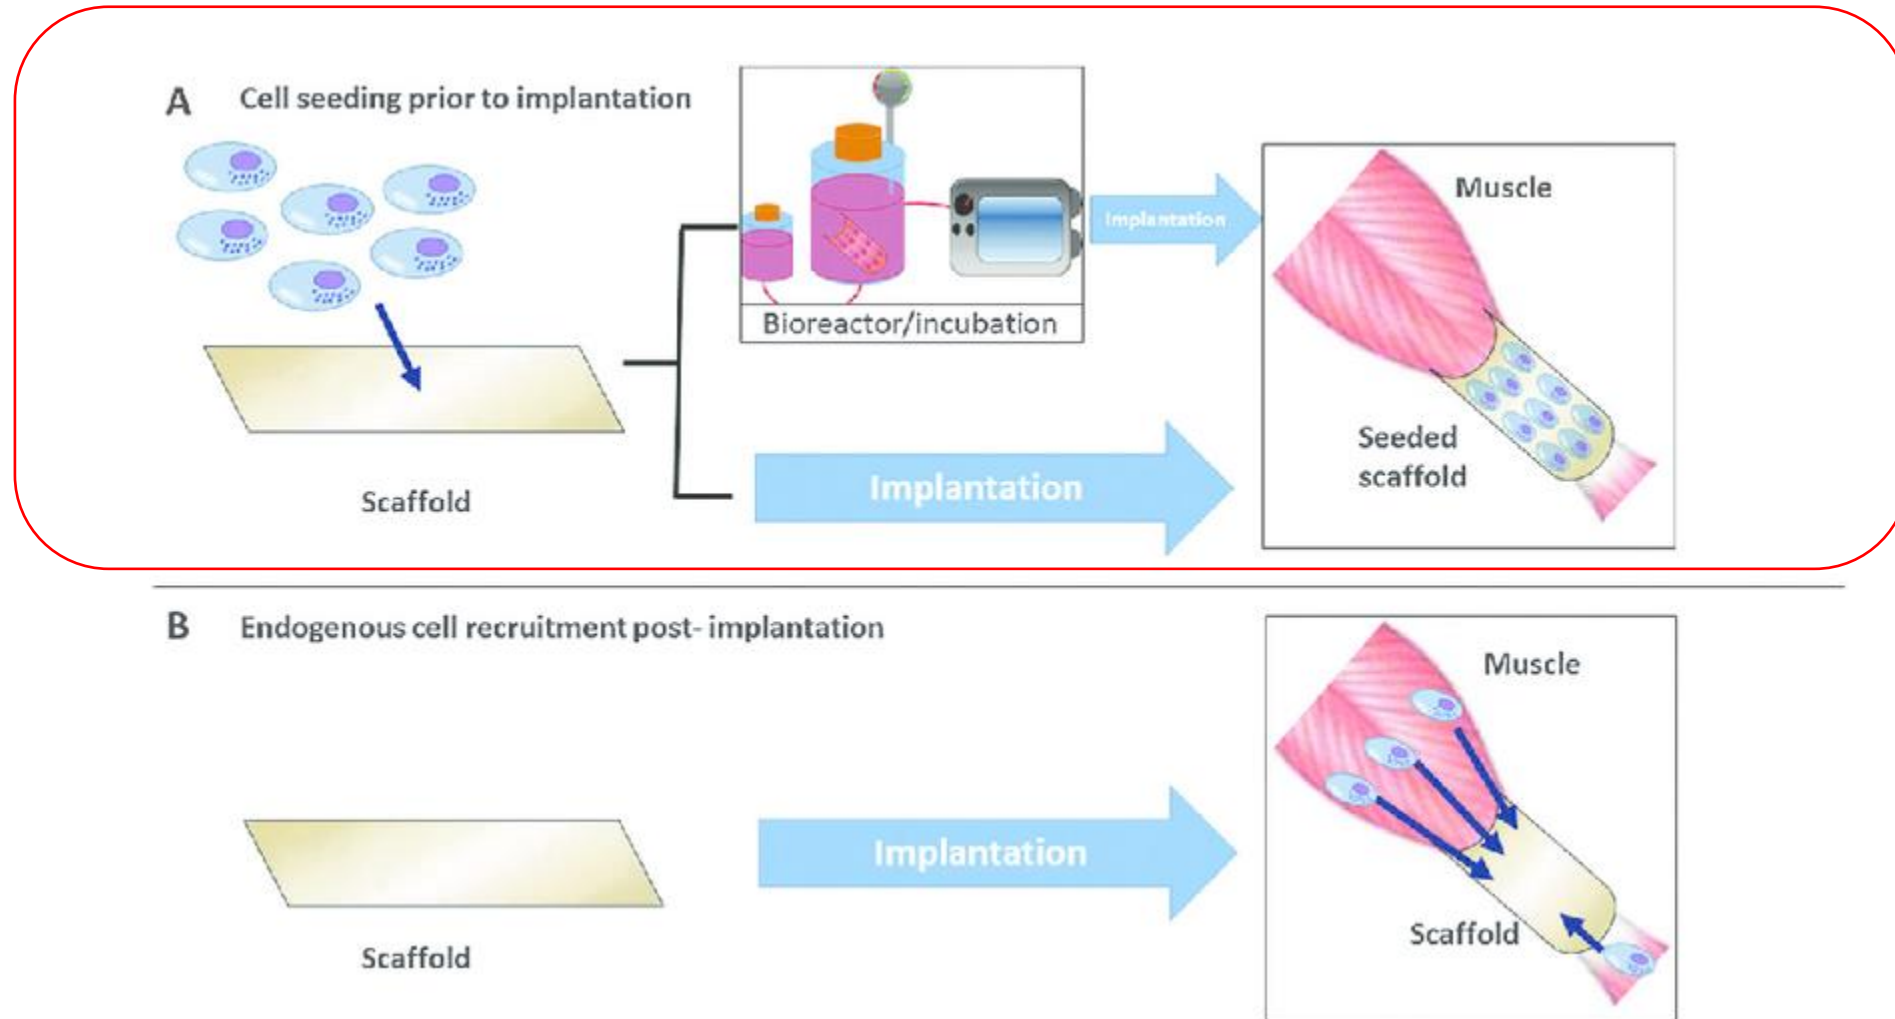 A Cell seeding prior to implantation
Scaffold
Bioreactor/incubation
Implantation
Implantation
Muscle
Seeded
scaffold
B Endogenous cell recruitment post- implantation
Scaffold
Implantation
Muscle
Scaffold